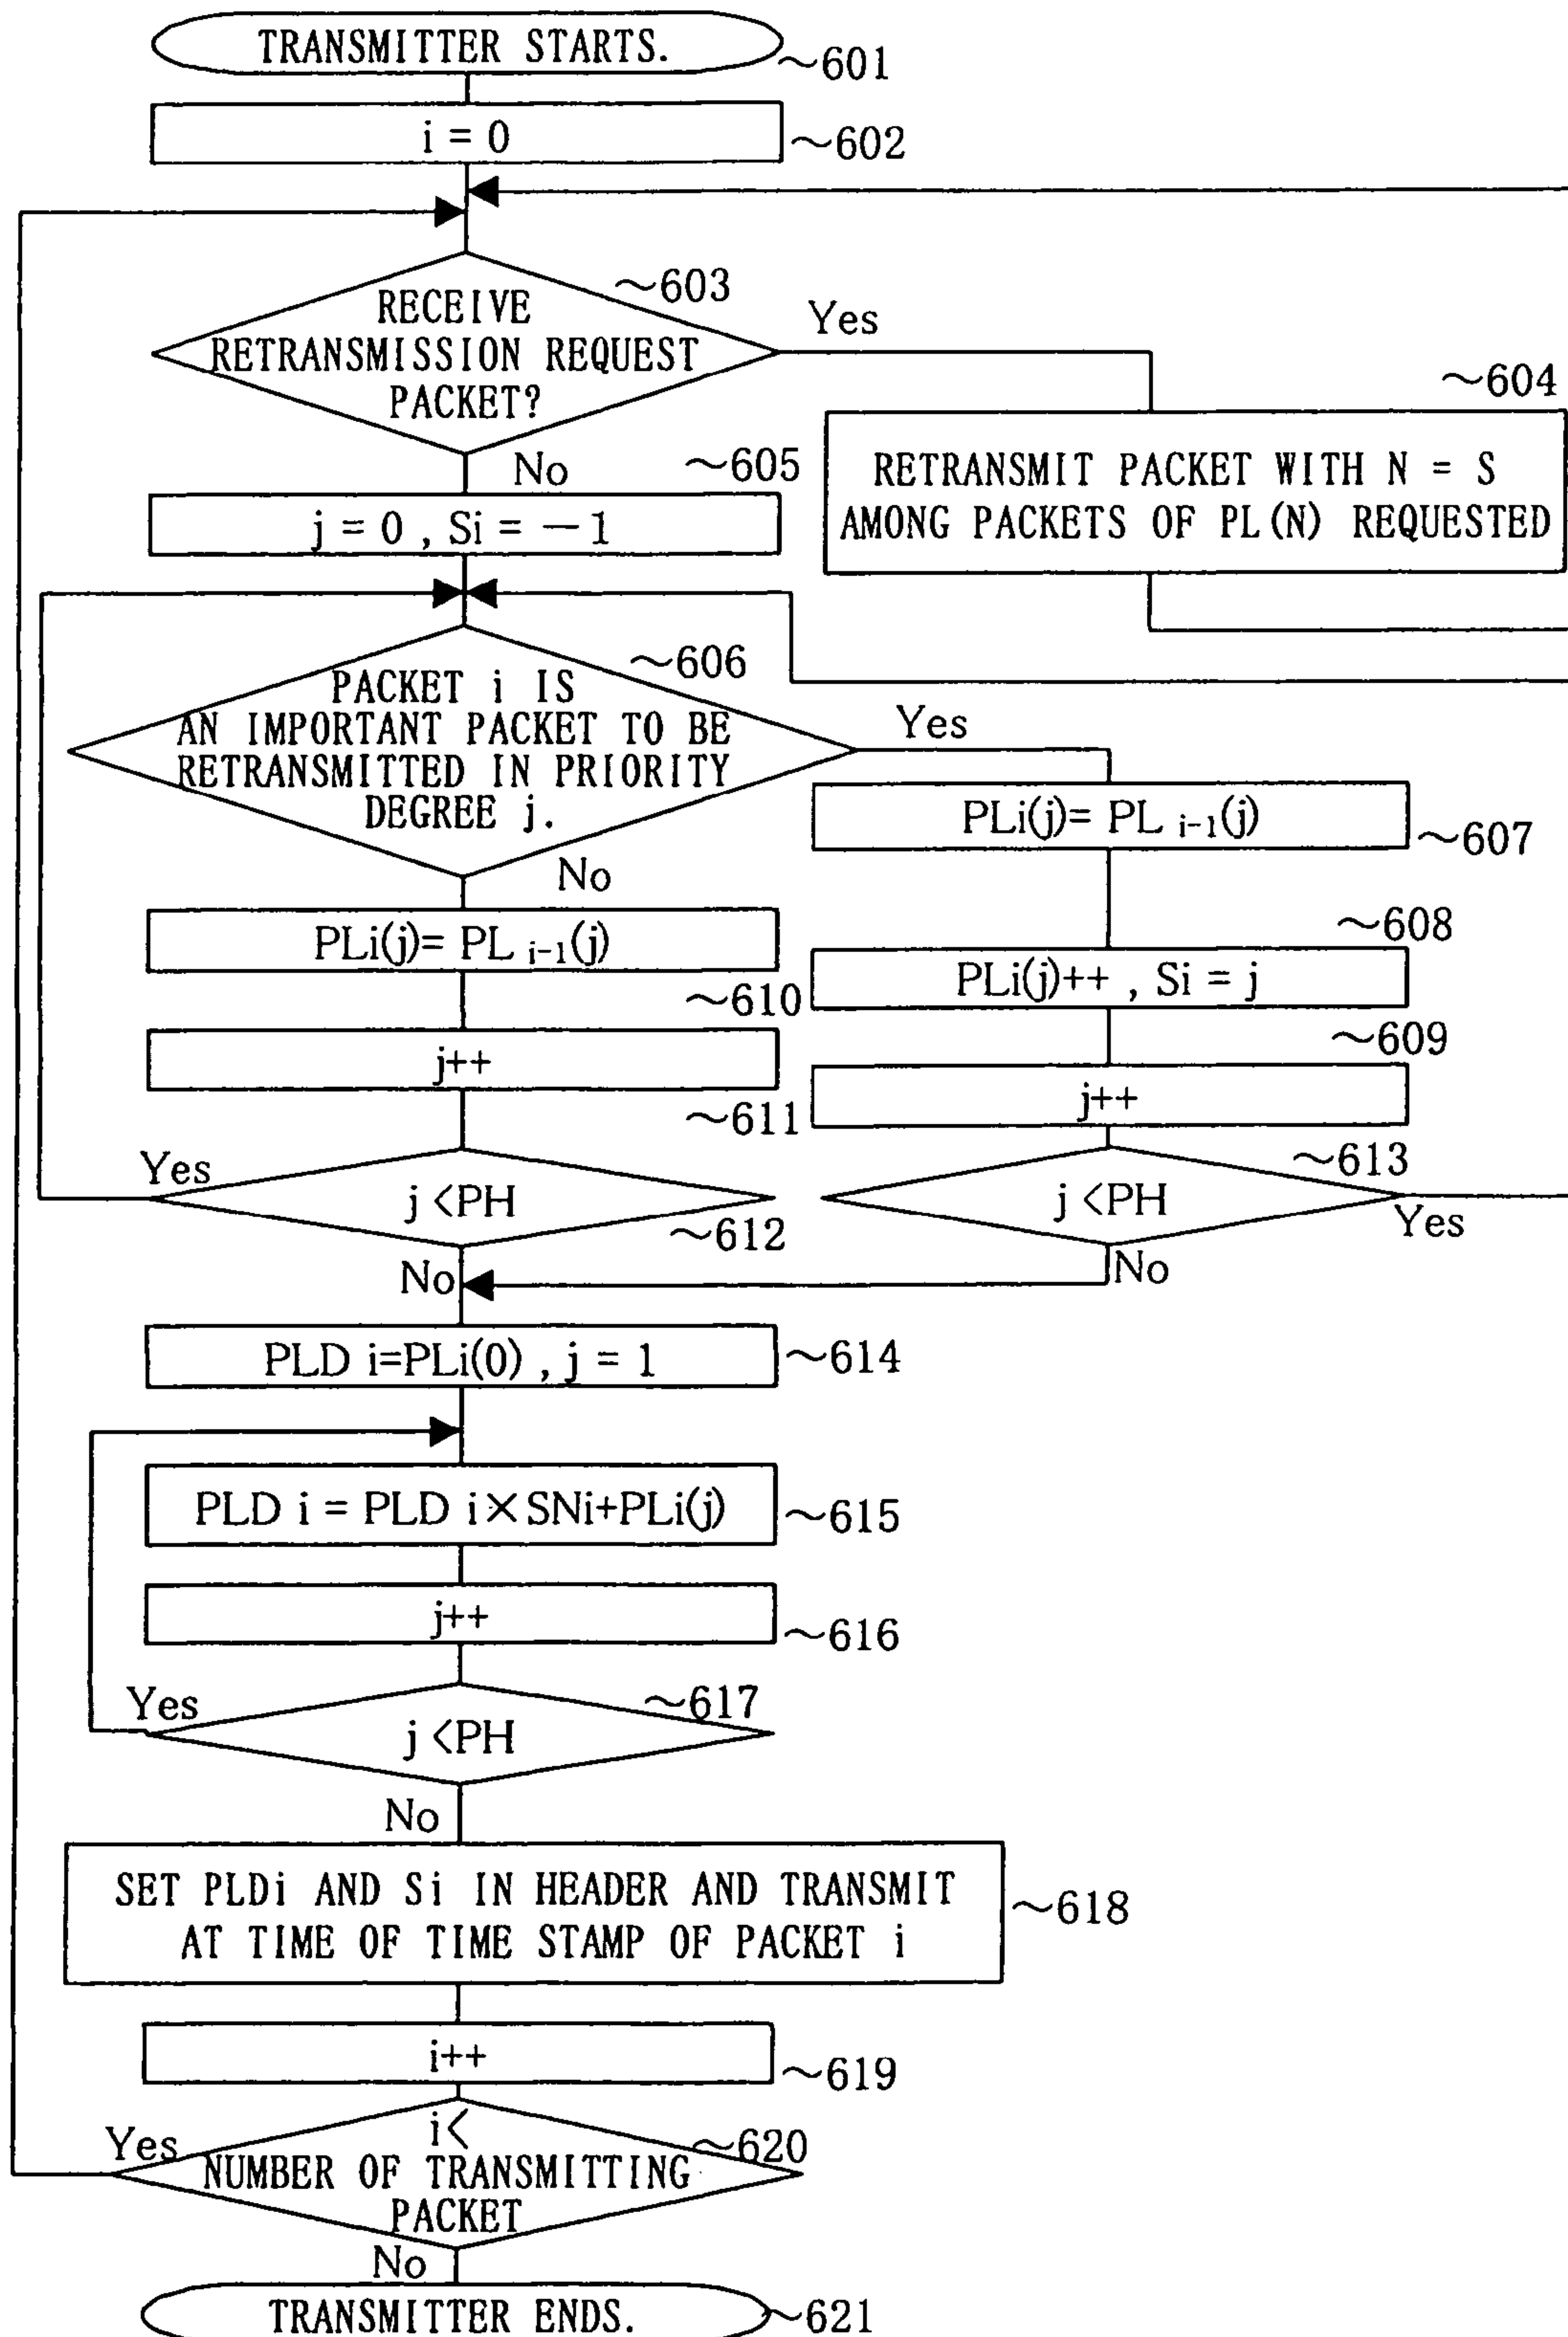 TRANSMITTER STARTS.
~601
i = 0
~602
~603
RECEIVE
RETRANSMISSION REQUEST
PACKET?
Yes
~604
RETRANSMIT PACKET WITH N = S
AMONG PACKETS OF PL(N) REQUESTED
No
~605
j = 0 , Si = −1
~606
PACKET i IS
AN IMPORTANT PACKET TO BE
RETRANSMITTED IN PRIORITY
DEGREE j.
Yes
PLi(j)= PL i-1(j)
~607
No
PLi(j)= PL i-1(j)
~608
PLi(j)++ , Si = j
~610
j++
~609
j++
~611
Yes
j <PH
~612
~613
j <PH
Yes
No
No
PLD i=PLi(0) , j = 1
~614
PLD i = PLD i×SNi+PLi(j)
~615
j++
~616
Yes
~617
j <PH
No
SET PLDi AND Si IN HEADER AND TRANSMIT
AT TIME OF TIME STAMP OF PACKET i
~618
i++
~619
Yes
~620
i<
NUMBER OF TRANSMITTING
PACKET
No
TRANSMITTER ENDS.
~621